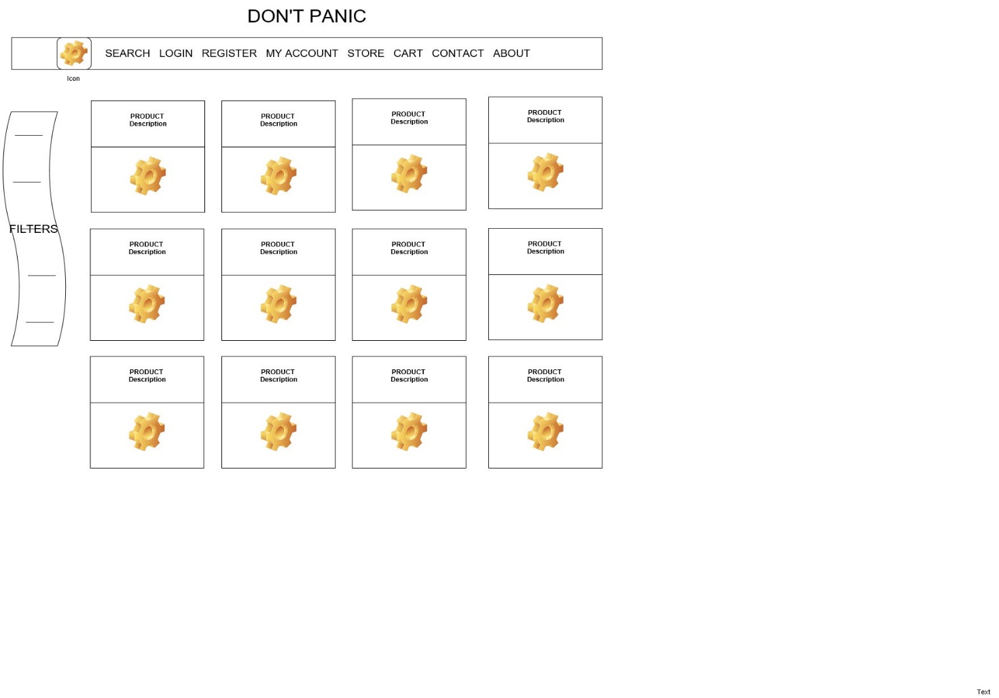 DON'T PANIC
SEARCH LOGIN REGISTER MY ACCOUNT STORE CART CONTACT ABOUT
Icon
PRODUCT
Description
PRODUCT
Description
PRODUCT
Description
PRODUCT
Description
FILTERS
PRODUCT
Description
PRODUCT
Description
PRODUCT
Description
PRODUCT
Description
PRODUCT
Description
PRODUCT
Description
PRODUCT
Description
PRODUCT
Description
Text